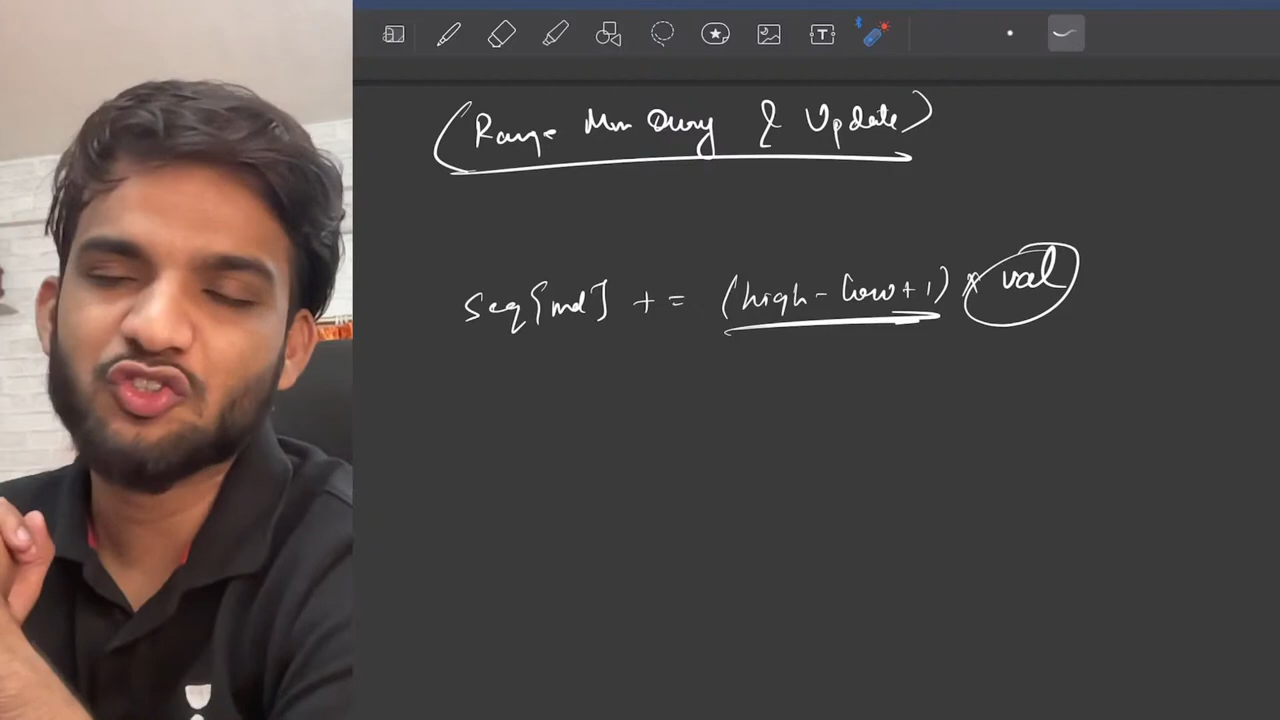 (Range Min Query & Update)
seg[ind] += (high - low + 1) × val